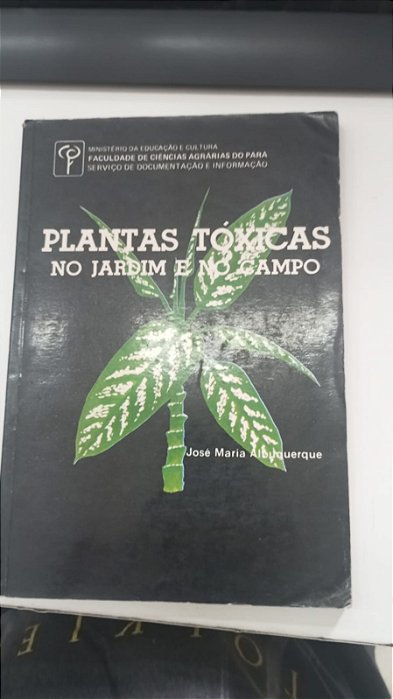 MINISTÉRIO DA EDUCAÇÃO E CULTURA
FACULDADE DE CIÊNCIAS AGRÁRIAS DO PARÁ
SERVIÇO DE DOCUMENTAÇÃO E INFORMAÇÃO
PLANTAS TÓXICAS
NO JARDIM E NO CAMPO
José Maria Albuquerque